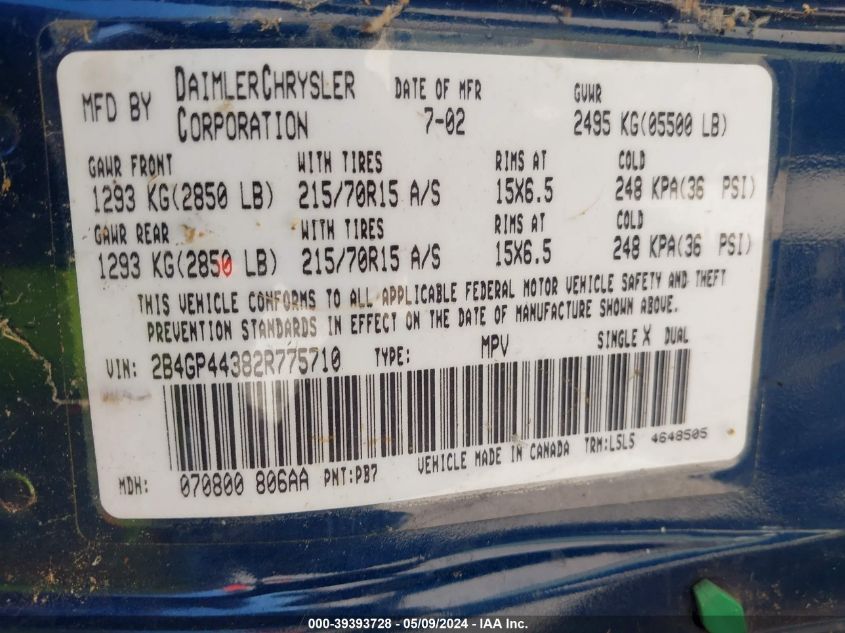 MFD BY DAIMLERCHRYSLER CORPORATION DATE OF MFR 7-02 GVWR 2495 KG(05500 LB)
GAWR FRONT WITH TIRES RIMS AT COLD
1293 KG(2850 LB) 215/70R15 A/S 15X6.5 248 KPA(36 PSI)
GAWR REAR WITH TIRES RIMS AT COLD
1293 KG(2850 LB) 215/70R15 A/S 15X6.5 248 KPA(36 PSI)
THIS VEHICLE CONFORMS TO ALL APPLICABLE FEDERAL MOTOR VEHICLE SAFETY AND THEFT
PREVENTION STANDARDS IN EFFECT ON THE DATE OF MANUFACTURE SHOWN ABOVE.
VIN: 2B4GP44382R775710 TYPE: MPV SINGLE X DUAL
MDH: 070800 806AA PNT:PB7 VEHICLE MADE IN CANADA TRM:L5L5 4648505
000-39393728 - 05/09/2024 - IAA Inc.